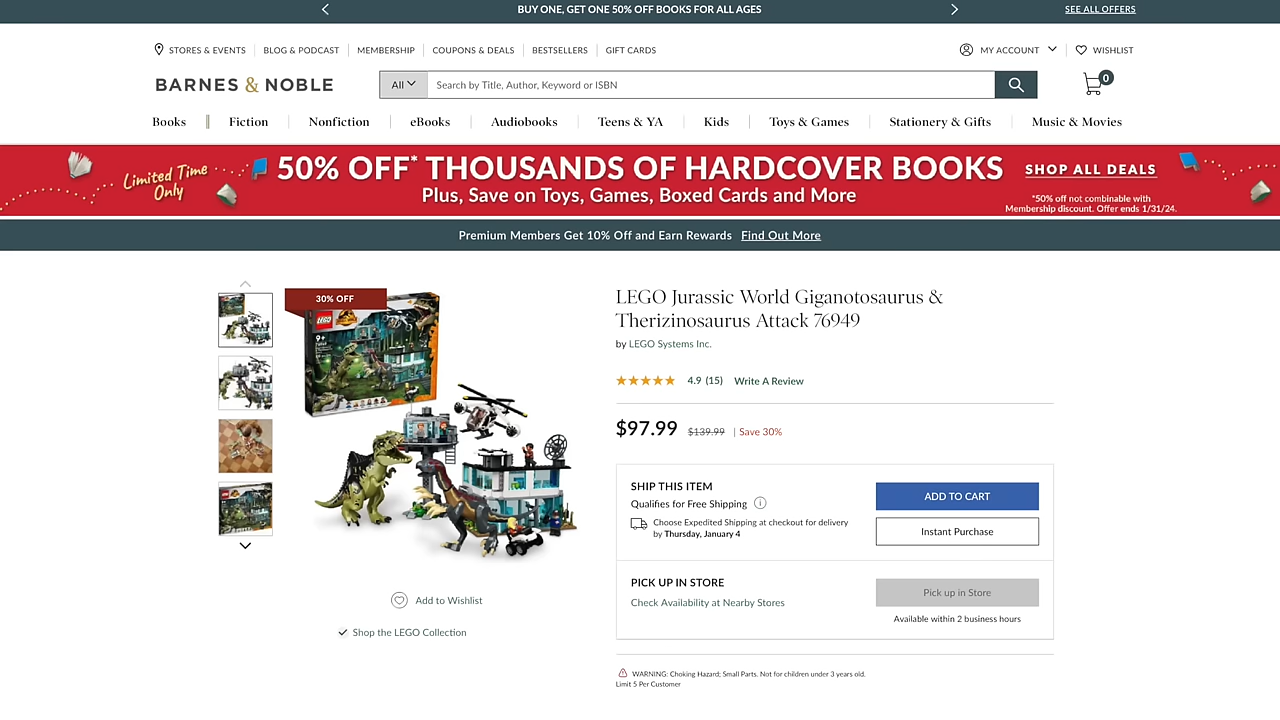 BUY ONE, GET ONE 50% OFF BOOKS FOR ALL AGES
SEE ALL OFFERS
STORES & EVENTS
BLOG & PODCAST
MEMBERSHIP
COUPONS & DEALS
BESTSELLERS
GIFT CARDS
MY ACCOUNT
WISHLIST
BARNES & NOBLE
All
Search by Title, Author, Keyword or ISBN
0
Books
Fiction
Nonfiction
eBooks
Audiobooks
Teens & YA
Kids
Toys & Games
Stationery & Gifts
Music & Movies
Limited Time
Only
50% OFF* THOUSANDS OF HARDCOVER BOOKS
Plus, Save on Toys, Games, Boxed Cards and More
SHOP ALL DEALS
*50% off not combinable with
Membership discount. Offer ends 1/31/24.
Premium Members Get 10% Off and Earn Rewards Find Out More
30% OFF
LEGO
9+
LEGO Jurassic World Giganotosaurus &
Therizinosaurus Attack 76949
by LEGO Systems Inc.
4.9 (15) Write A Review
$97.99 $139.99 | Save 30%
SHIP THIS ITEM
Qualifies for Free Shipping
Choose Expedited Shipping at checkout for delivery
by Thursday, January 4
ADD TO CART
Instant Purchase
PICK UP IN STORE
Check Availability at Nearby Stores
Pick up in Store
Available within 2 business hours
Add to Wishlist
Shop the LEGO Collection
WARNING: Choking Hazard; Small Parts. Not for children under 3 years old.
Limit 5 Per Customer